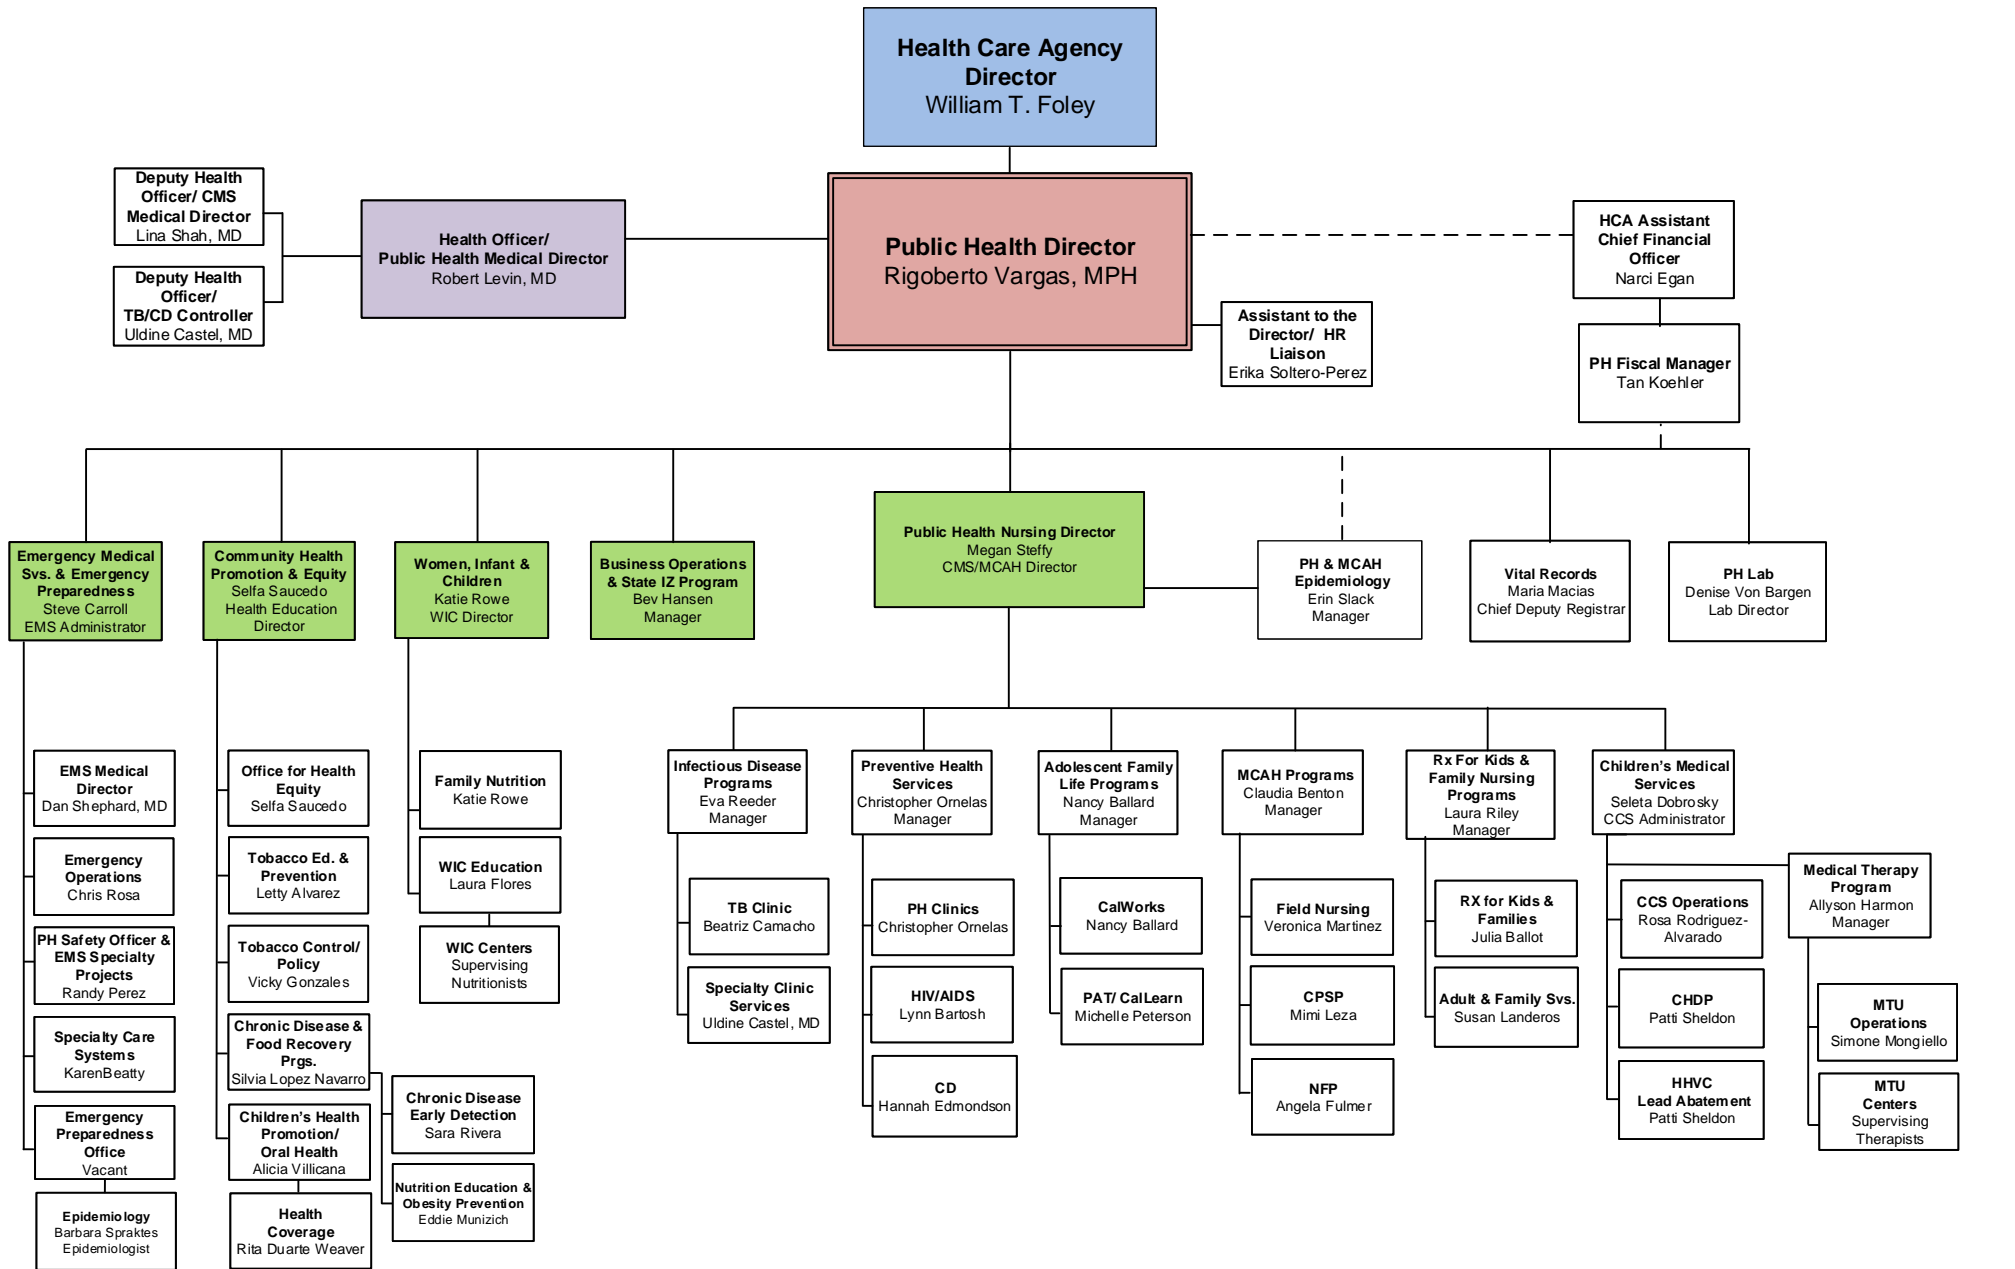 Health Care Agency
Director
William T. Foley
Deputy Health
Officer/ CMS
Medical Director
Lina Shah, MD
Deputy Health
Officer/
TB/CD Controller
Uldine Castel, MD
Health Officer/
Public Health Medical Director
Robert Levin, MD
Public Health Director
Rigoberto Vargas, MPH
Assistant to the
Director/ HR
Liaison
Erika Soltero-Perez
HCA Assistant
Chief Financial
Officer
Narci Egan
PH Fiscal Manager
Tan Koehler
Emergency Medical
Svs. & Emergency
Preparedness
Steve Carroll
EMS Administrator
Community Health
Promotion & Equity
Selfa Saucedo
Health Education
Director
Women, Infant &
Children
Katie Rowe
WIC Director
Business Operations
& State IZ Program
Bev Hansen
Manager
Public Health Nursing Director
Megan Steffy
CMS/MCAH Director
PH & MCAH
Epidemiology
Erin Slack
Manager
Vital Records
Maria Macias
Chief Deputy Registrar
PH Lab
Denise Von Bargen
Lab Director
EMS Medical
Director
Dan Shephard, MD
Emergency
Operations
Chris Rosa
PH Safety Officer &
EMS Specialty
Projects
Randy Perez
Specialty Care
Systems
KarenBeatty
Emergency
Preparedness
Office
Vacant
Epidemiology
Barbara Spraktes
Epidemiologist
Office for Health
Equity
Selfa Saucedo
Tobacco Ed. &
Prevention
Letty Alvarez
Tobacco Control/
Policy
Vicky Gonzales
Chronic Disease &
Food Recovery
Prgs.
Silvia Lopez Navarro
Children's Health
Promotion/
Oral Health
Alicia Villicana
Health
Coverage
Rita Duarte Weaver
Chronic Disease
Early Detection
Sara Rivera
Nutrition Education &
Obesity Prevention
Eddie Munizich
Family Nutrition
Katie Rowe
WIC Education
Laura Flores
WIC Centers
Supervising
Nutritionists
Infectious Disease
Programs
Eva Reeder
Manager
TB Clinic
Beatriz Camacho
Specialty Clinic
Services
Uldine Castel, MD
Preventive Health
Services
Christopher Ornelas
Manager
PH Clinics
Christopher Ornelas
HIV/AIDS
Lynn Bartosh
CD
Hannah Edmondson
Adolescent Family
Life Programs
Nancy Ballard
Manager
CalWorks
Nancy Ballard
PAT/ CalLearn
Michelle Peterson
MCAH Programs
Claudia Benton
Manager
Field Nursing
Veronica Martinez
CPSP
Mimi Leza
NFP
Angela Fulmer
Rx For Kids &
Family Nursing
Programs
Laura Riley
Manager
RX for Kids &
Families
Julia Ballot
Adult & Family Svs.
Susan Landeros
Children's Medical
Services
Seleta Dobrosky
CCS Administrator
CCS Operations
Rosa Rodriguez-
Alvarado
CHDP
Patti Sheldon
HHVC
Lead Abatement
Patti Sheldon
Medical Therapy
Program
Allyson Harmon
Manager
MTU
Operations
Simone Mongiello
MTU
Centers
Supervising
Therapists